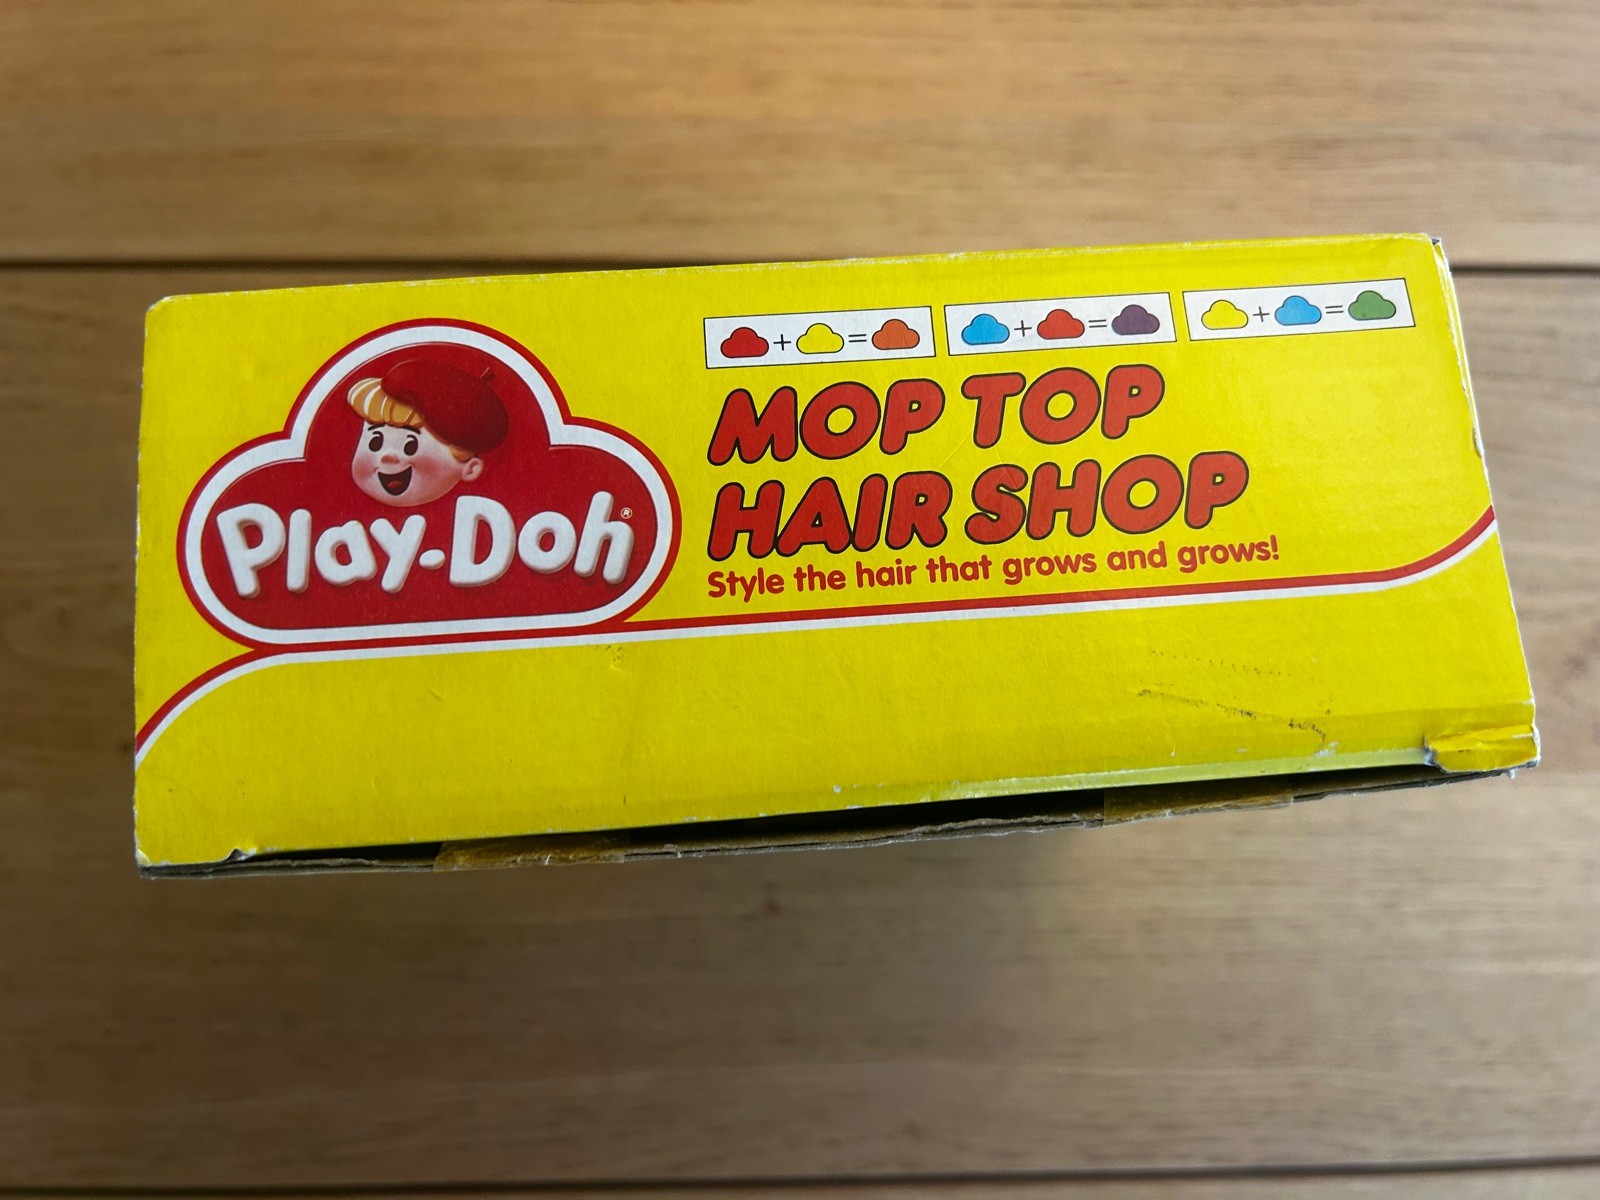 Play-Doh®
+ =
+ =
+ =
MOP TOP
HAIR SHOP
Style the hair that grows and grows!